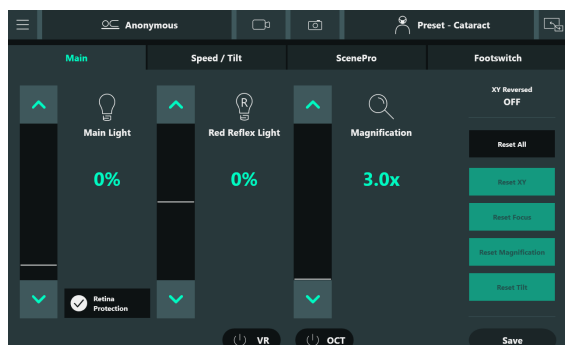 Anonymous
Preset - Cataract
Main
Speed / Tilt
ScenePro
Footswitch
XY Reversed
OFF
Main Light
R
Red Reflex Light
Magnification
Reset All
0%
0%
3.0x
Reset XY
Reset Focus
Reset Magnification
Reset Tilt
Retina
Protection
VR
OCT
Save